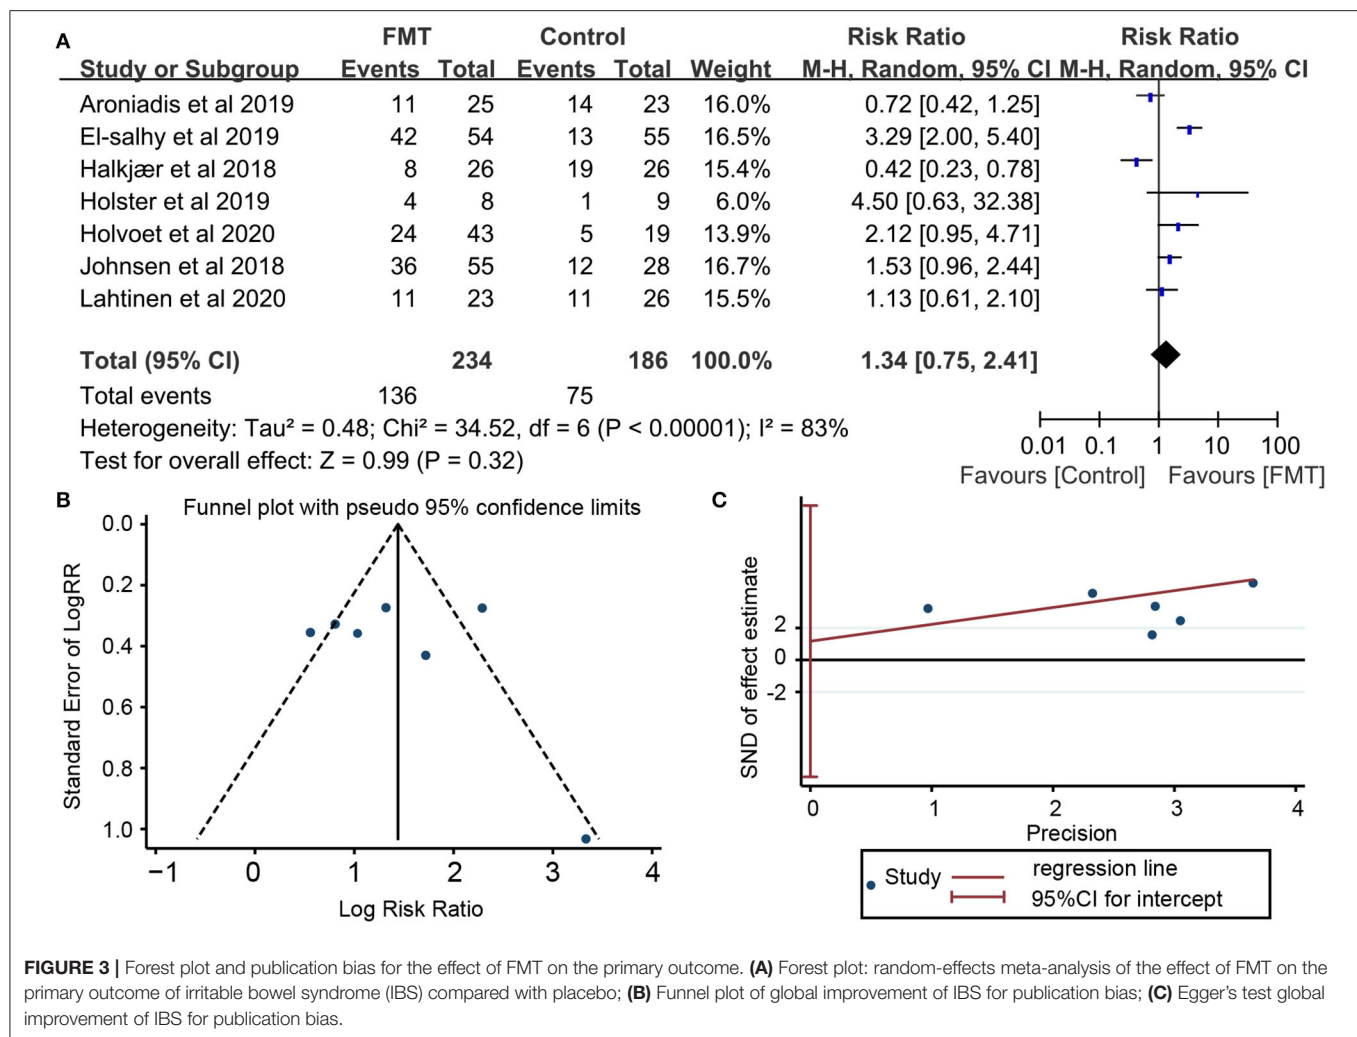 A
FMT Control Risk Ratio Risk Ratio
Study or Subgroup Events Total Events Total Weight M-H, Random, 95% CI M-H, Random, 95% CI
Aroniadis et al 2019 11 25 14 23 16.0% 0.72 [0.42, 1.25]
El-salhy et al 2019 42 54 13 55 16.5% 3.29 [2.00, 5.40]
Halkjær et al 2018 8 26 19 26 15.4% 0.42 [0.23, 0.78]
Holster et al 2019 4 8 1 9 6.0% 4.50 [0.63, 32.38]
Holvoet et al 2020 24 43 5 19 13.9% 2.12 [0.95, 4.71]
Johnsen et al 2018 36 55 12 28 16.7% 1.53 [0.96, 2.44]
Lahtinen et al 2020 11 23 11 26 15.5% 1.13 [0.61, 2.10]
Total (95% CI) 234 186 100.0% 1.34 [0.75, 2.41]
Total events 136 75
Heterogeneity: Tau² = 0.48; Chi² = 34.52, df = 6 (P < 0.00001); I² = 83%
Test for overall effect: Z = 0.99 (P = 0.32)
0.01 0.1 1 10 100
Favours [Control] Favours [FMT]
B
Funnel plot with pseudo 95% confidence limits
Standard Error of LogRR
0.0
0.2
0.4
0.6
0.8
1.0
−1 0 1 2 3 4
Log Risk Ratio
C
SND of effect estimate
2
0
-2
0 1 2 3 4
Precision
Study regression line
95%CI for intercept
FIGURE 3 | Forest plot and publication bias for the effect of FMT on the primary outcome. (A) Forest plot: random-effects meta-analysis of the effect of FMT on the
primary outcome of irritable bowel syndrome (IBS) compared with placebo; (B) Funnel plot of global improvement of IBS for publication bias; (C) Egger's test global
improvement of IBS for publication bias.